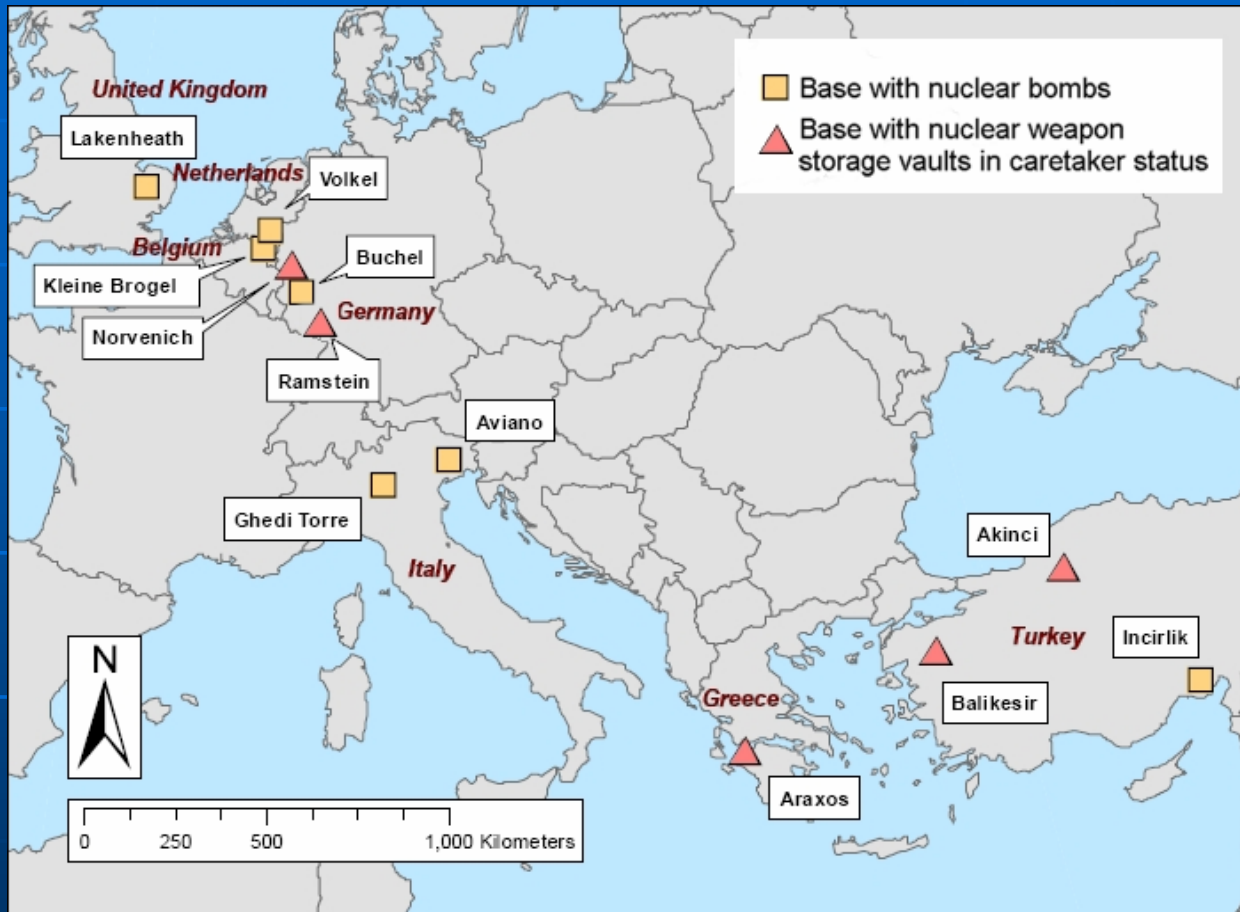 United Kingdom
Base with nuclear bombs
Base with nuclear weapon
storage vaults in caretaker status
Lakenheath
Netherlands
Volkel
Belgium
Buchel
Kleine Brogel
Norvenich
Germany
Ramstein
Aviano
Ghedi Torre
Italy
Akinci
Turkey
Incirlik
Balikesir
Greece
Araxos
N
0 250 500 1,000 Kilometers